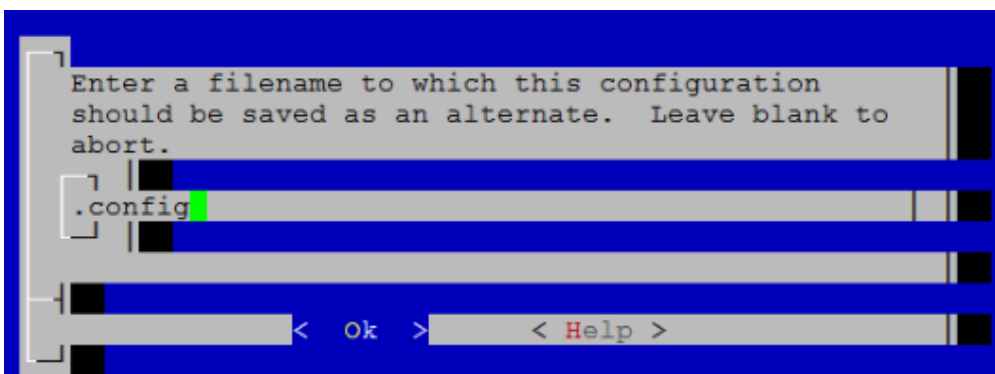 Enter a filename to which this configuration
should be saved as an alternate.  Leave blank to
abort.
.config
<  Ok  >      < Help >